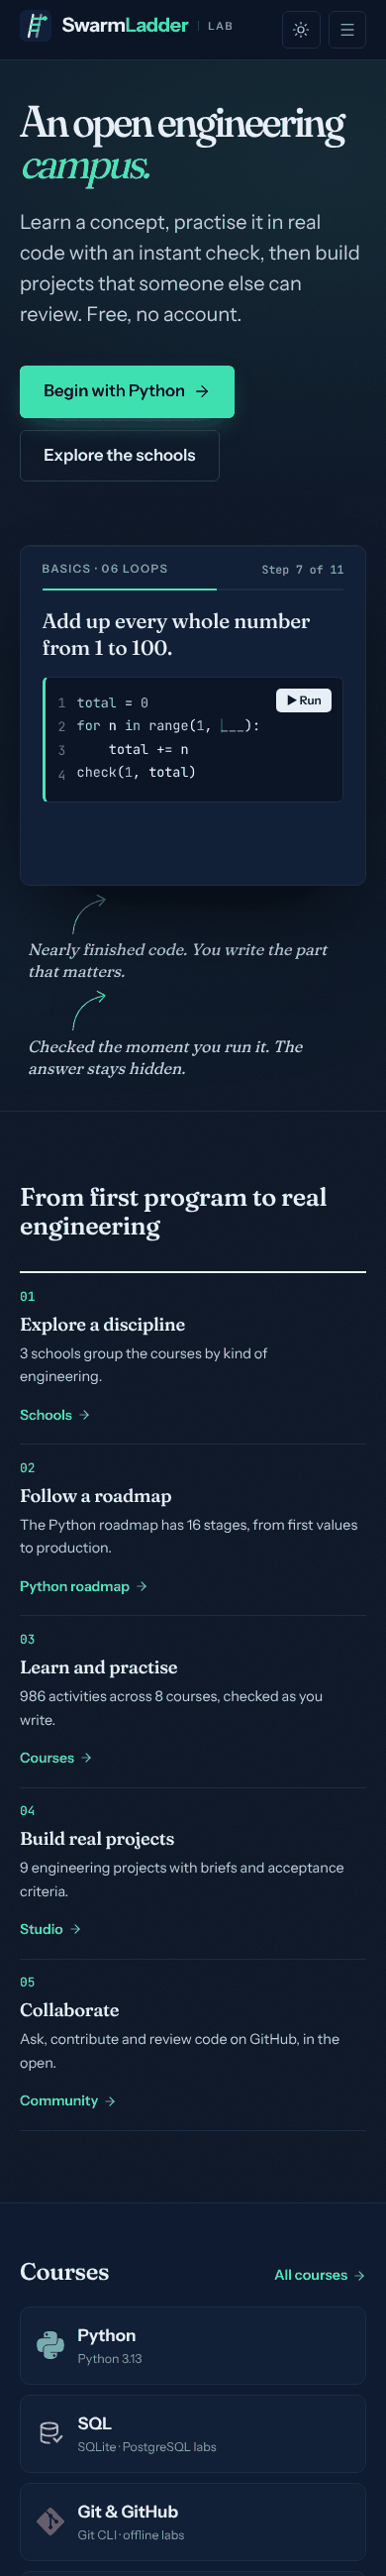 SwarmLadder LAB
An open engineering
campus.
Learn a concept, practise it in real
code with an instant check, then build
projects that someone else can
review. Free, no account.
Begin with Python →
Explore the schools
BASICS · 06 LOOPS Step 7 of 11
Add up every whole number
from 1 to 100.
1 total = 0
▶ Run
2 for n in range(1, ___):
3     total += n
4 check(1, total)
Nearly finished code. You write the part
that matters.
Checked the moment you run it. The
answer stays hidden.
From first program to real
engineering
01
Explore a discipline
3 schools group the courses by kind of
engineering.
Schools →
02
Follow a roadmap
The Python roadmap has 16 stages, from first values
to production.
Python roadmap →
03
Learn and practise
986 activities across 8 courses, checked as you
write.
Courses →
04
Build real projects
9 engineering projects with briefs and acceptance
criteria.
Studio →
05
Collaborate
Ask, contribute and review code on GitHub, in the
open.
Community →
Courses All courses →
Python
Python 3.13
SQL
SQLite · PostgreSQL labs
Git & GitHub
Git CLI · offline labs